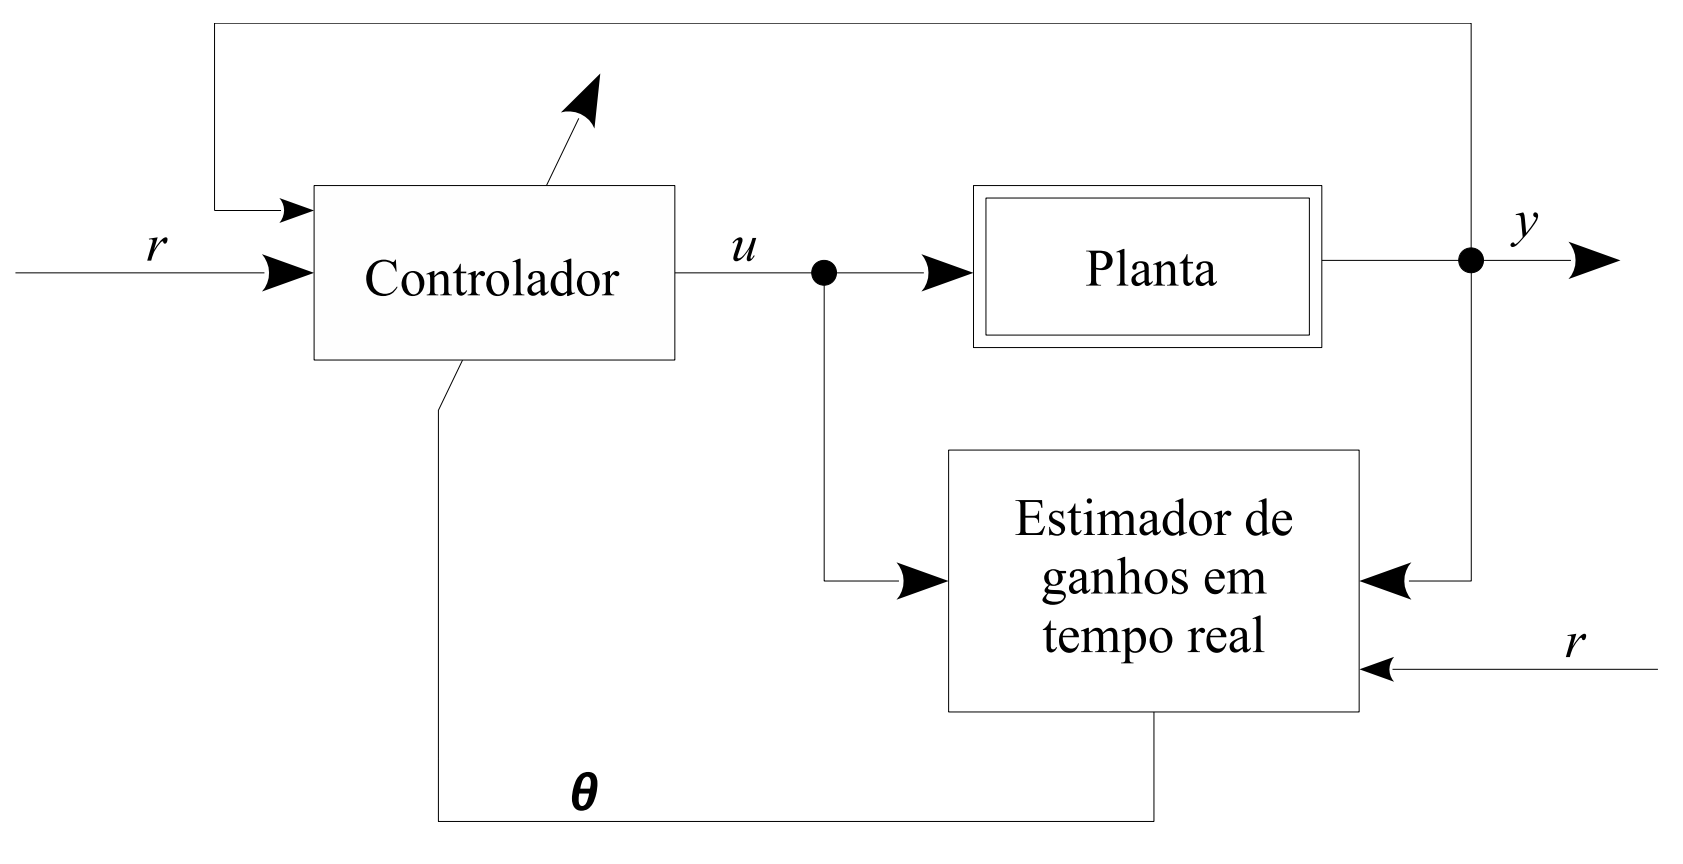 r
Controlador
u
Planta
y
Estimador de
ganhos em
tempo real
r
θ